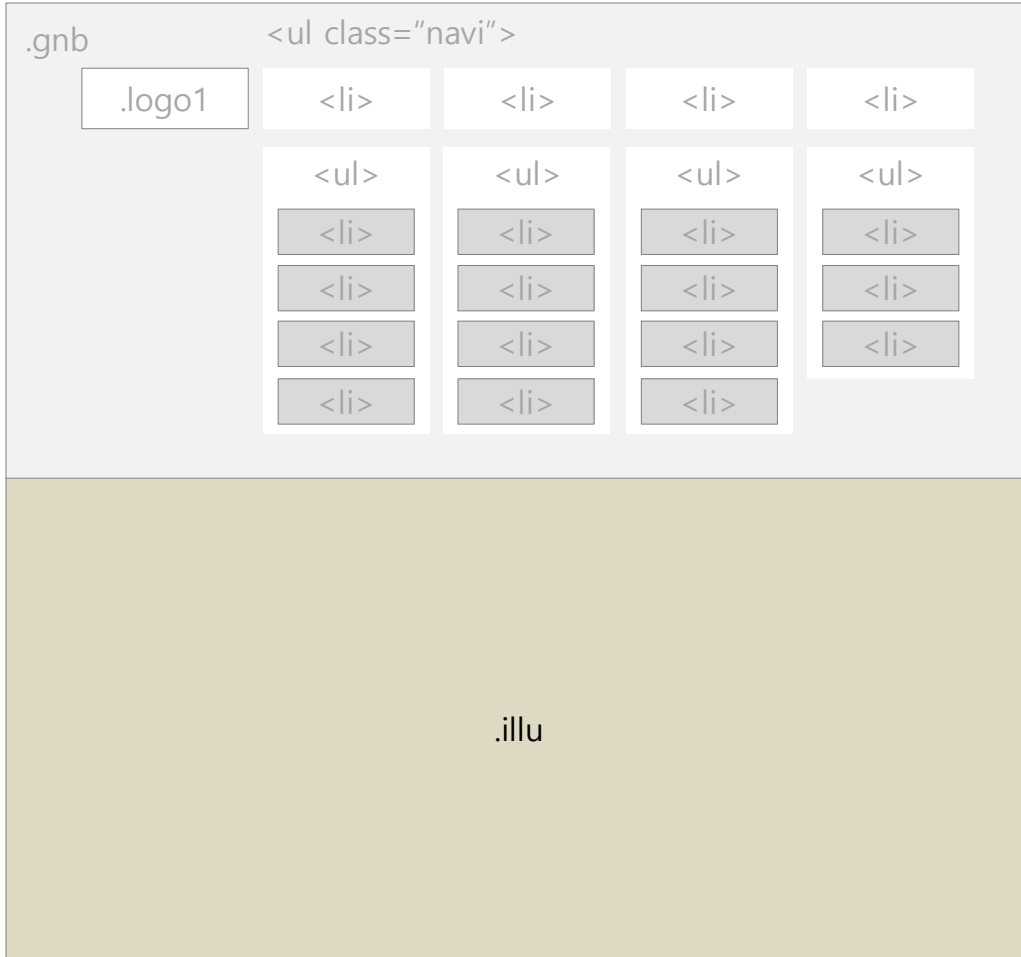 .gnb
<ul class="navi">
.logo1 <li> <li> <li> <li>
<ul> <ul> <ul> <ul>
<li> <li> <li> <li>
<li> <li> <li> <li>
<li> <li> <li> <li>
<li> <li> <li>
.illu